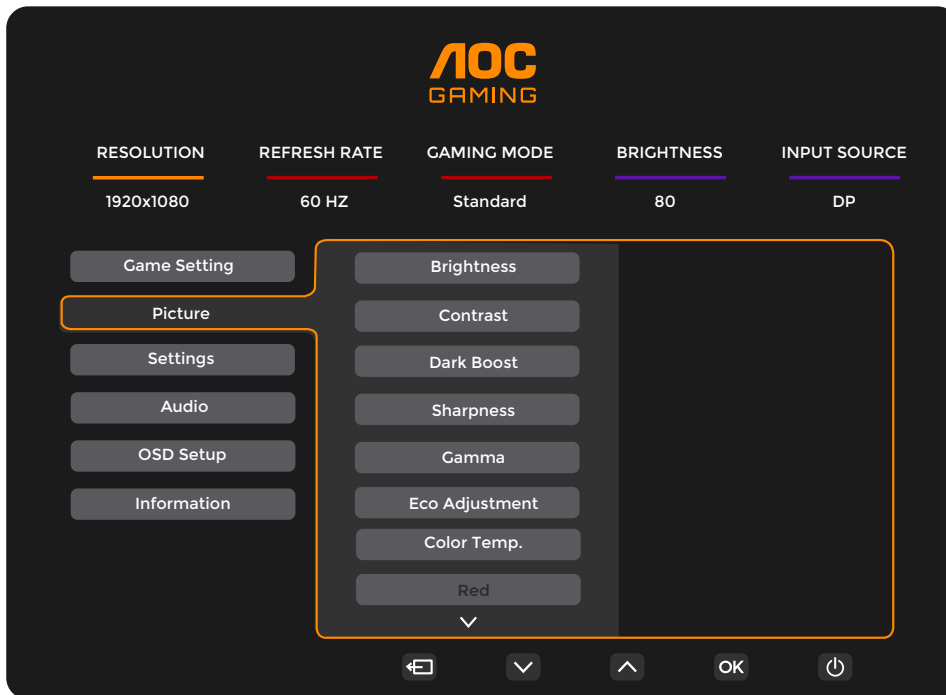 AOC
GAMING
RESOLUTION REFRESH RATE GAMING MODE BRIGHTNESS INPUT SOURCE
1920x1080 60 HZ Standard 80 DP
Game Setting
Picture
Settings
Audio
OSD Setup
Information
Brightness
Contrast
Dark Boost
Sharpness
Gamma
Eco Adjustment
Color Temp.
Red
OK